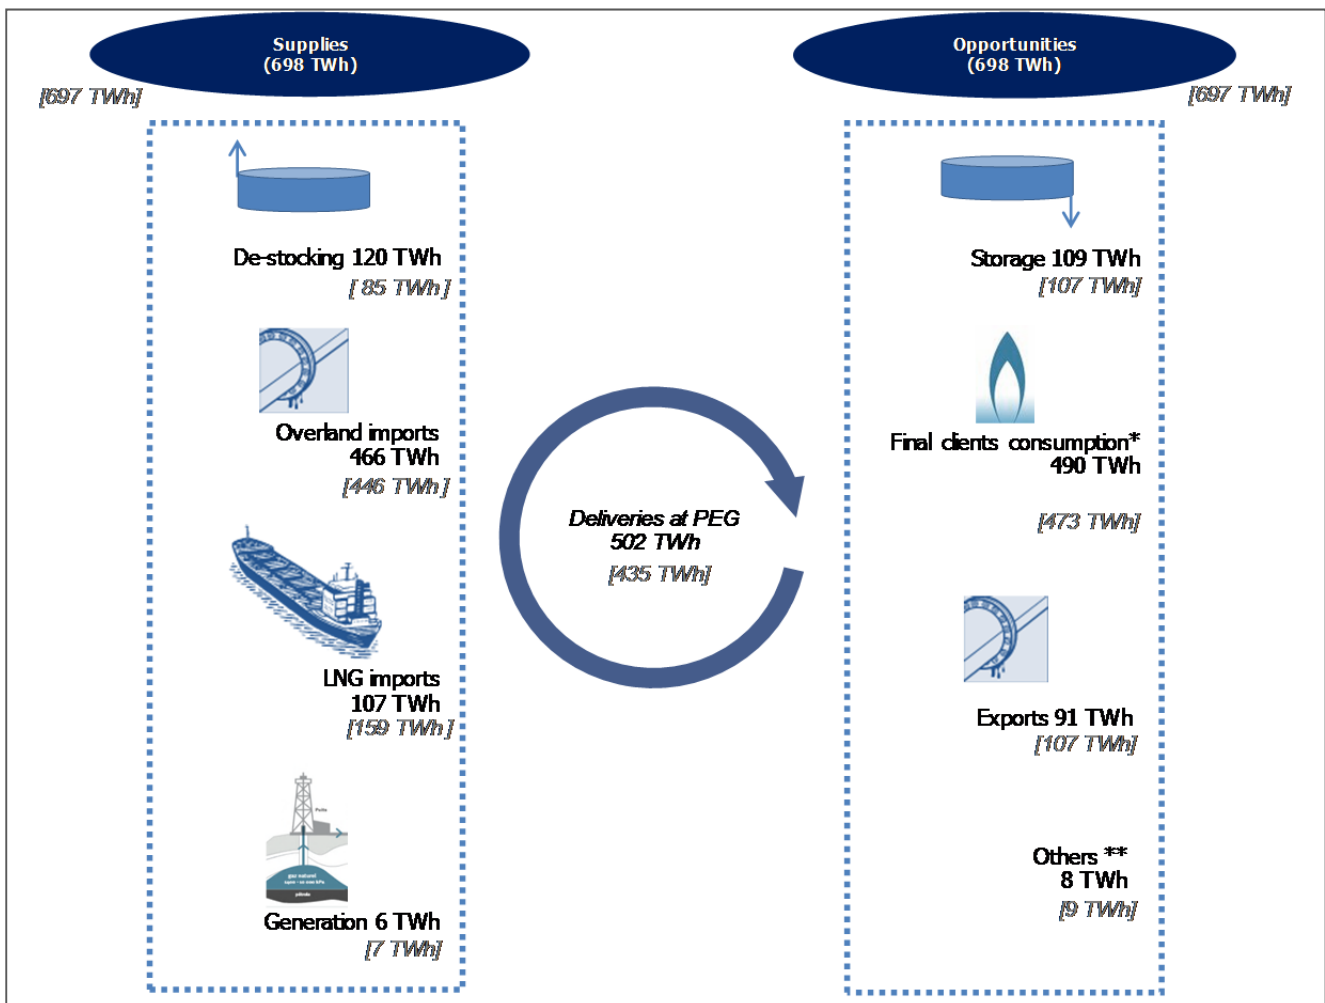 Supplies
(698 TWh)
[697 TWh]
De-stocking 120 TWh
[ 85 TWh ]
Overland imports
466 TWh
[446 TWh ]
LNG imports
107 TWh
[159 TWh ]
Generation 6 TWh
[7 TWh]
Deliveries at PEG
502 TWh
[435 TWh]
Opportunities
(698 TWh)
[697 TWh]
Storage 109 TWh
[107 TWh]
Final clients consumption*
490 TWh
[473 TWh]
Exports 91 TWh
[107 TWh]
Others **
8 TWh
[9 TWh]